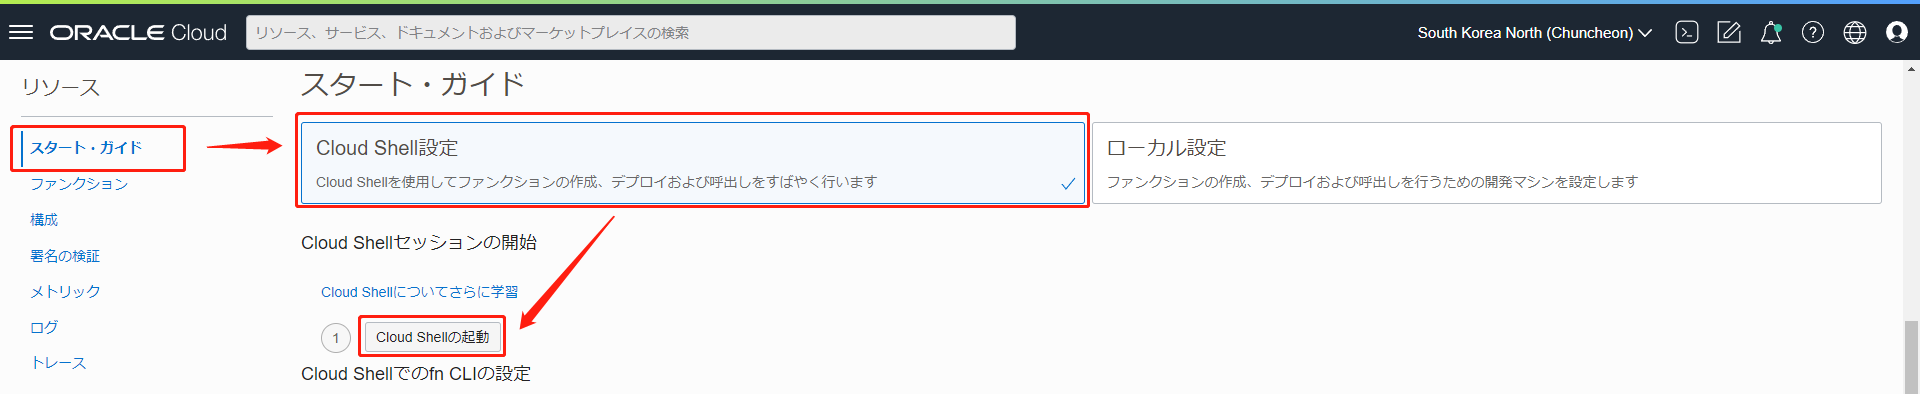 ORACLE Cloud
リソース、サービス、ドキュメントおよびマーケットプレイスの検索
South Korea North (Chuncheon)
リソース
スタート・ガイド
ファンクション
構成
署名の検証
メトリック
ログ
トレース
スタート・ガイド
Cloud Shell設定
Cloud Shellを使用してファンクションの作成、デプロイおよび呼出しをすばやく行います
ローカル設定
ファンクションの作成、デプロイおよび呼出しを行うための開発マシンを設定します
Cloud Shellセッションの開始
Cloud Shellについてさらに学習
1 Cloud Shellの起動
Cloud Shellでのfn CLIの設定